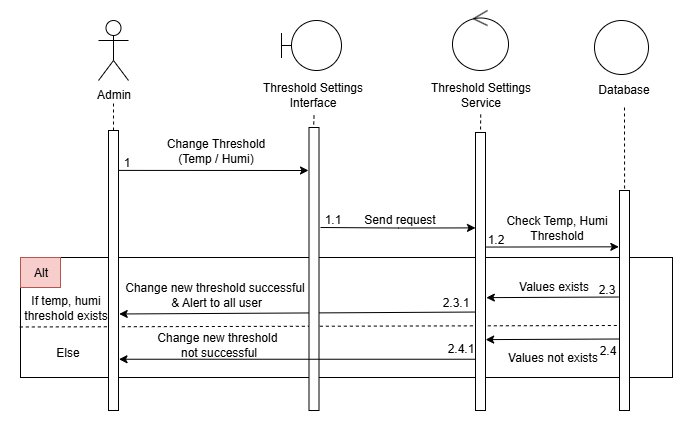 Admin
Threshold Settings
Interface
Threshold Settings
Service
Database
Change Threshold
(Temp / Humi)
1
1.1 Send request
Check Temp, Humi
Threshold
1.2
Alt
If temp, humi
threshold exists
Change new threshold successful
& Alert to all user
2.3.1
Values exists 2.3
Else
Change new threshold
not successful
2.4.1
Values not exists 2.4